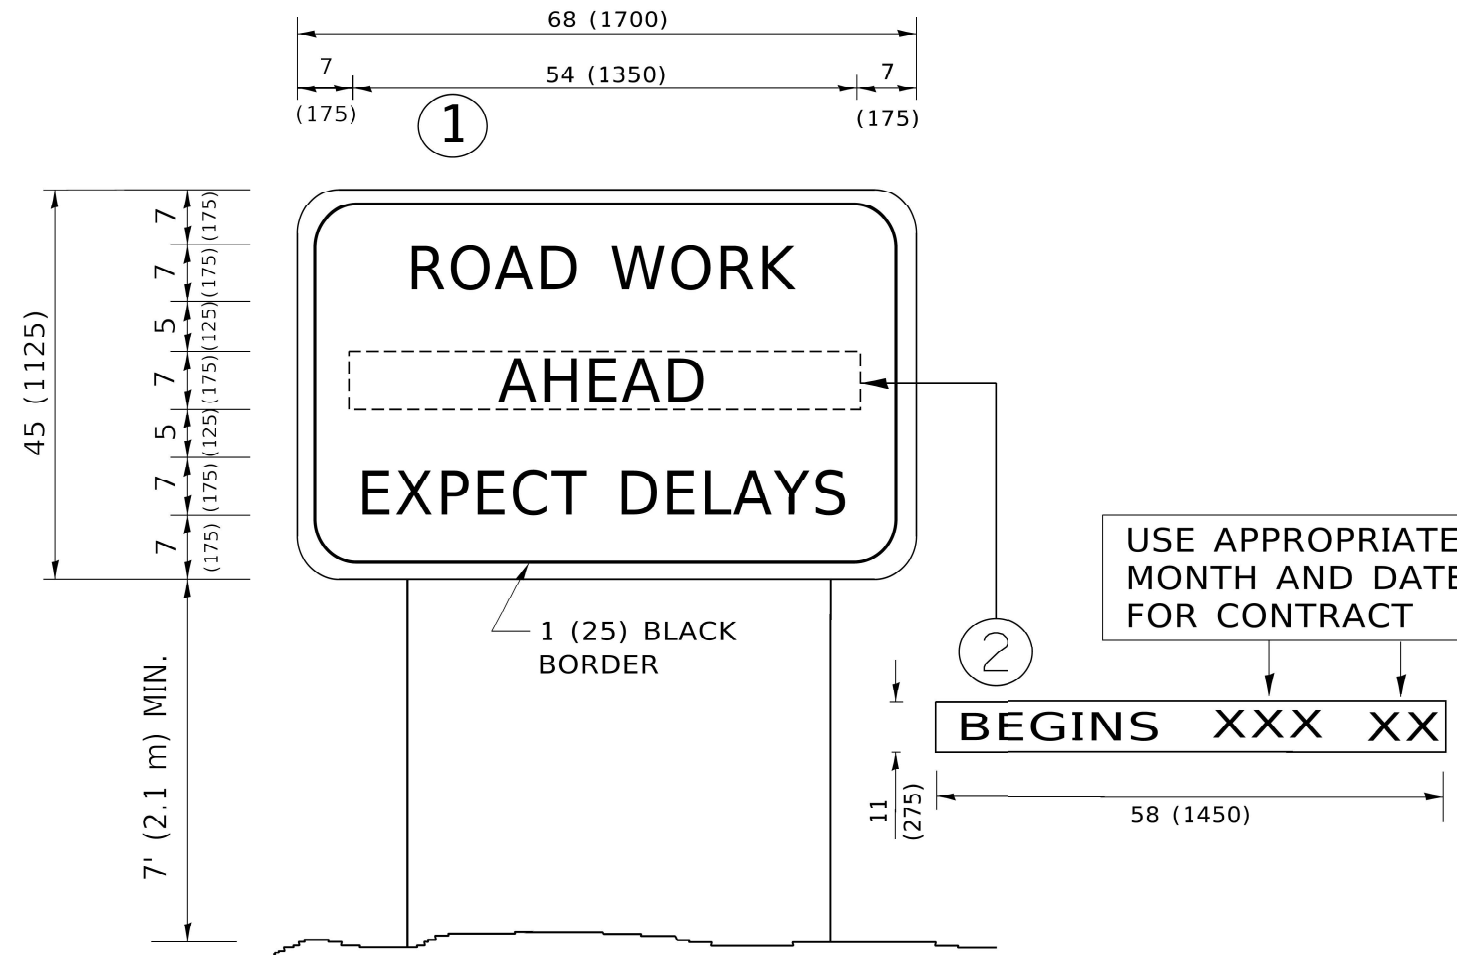 68 (1700)
7
54 (1350)
7
(175)
(175)
1
7
(175)
7
(175)
5
(125)
7
(175)
5
(125)
7
(175)
7
(175)
45 (1125)
ROAD WORK
AHEAD
EXPECT DELAYS
1 (25) BLACK
BORDER
7' (2.1 m) MIN.
USE APPROPRIATE
MONTH AND DATE
FOR CONTRACT
2
BEGINS XXX XX
11
(275)
58 (1450)